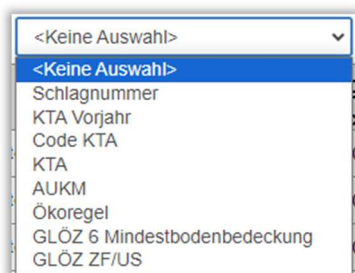 <Keine Auswahl>
<Keine Auswahl>
Schlagnummer
KTA Vorjahr
Code KTA
KTA
AUKM
Ökoregel
GLÖZ 6 Mindestbodenbedeckung
GLÖZ ZF/US